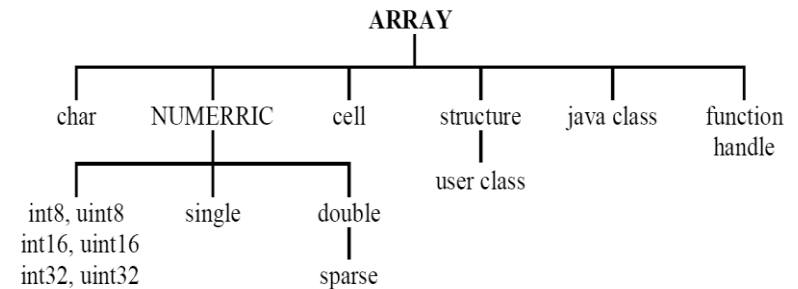 ARRAY
char NUMERRIC cell structure java class function
handle
user class
int8, uint8 single double
int16, uint16
int32, uint32 sparse